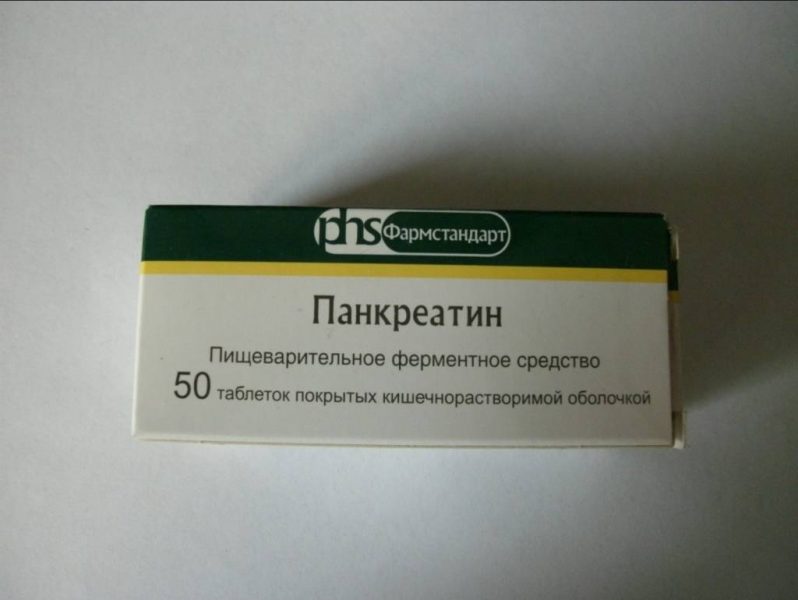 phs Фармстандарт
Панкреатин
Пищеварительное ферментное средство
50 таблеток покрытых кишечнорастворимой оболочкой